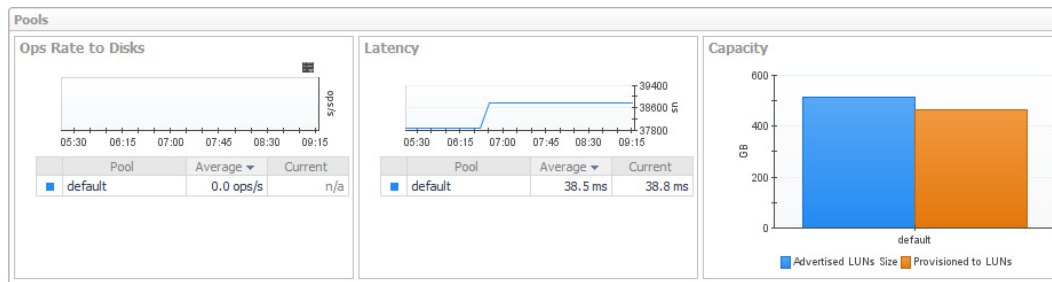 Pools
Ops Rate to Disks
ops/s
05:30 06:15 07:00 07:45 08:30 09:15
Pool Average Current
default 0.0 ops/s n/a
Latency
39400
38600
37800
us
05:30 06:15 07:00 07:45 08:30 09:15
Pool Average Current
default 38.5 ms 38.8 ms
Capacity
600
400
200
0
GB
default
Advertised LUNs Size Provisioned to LUNs